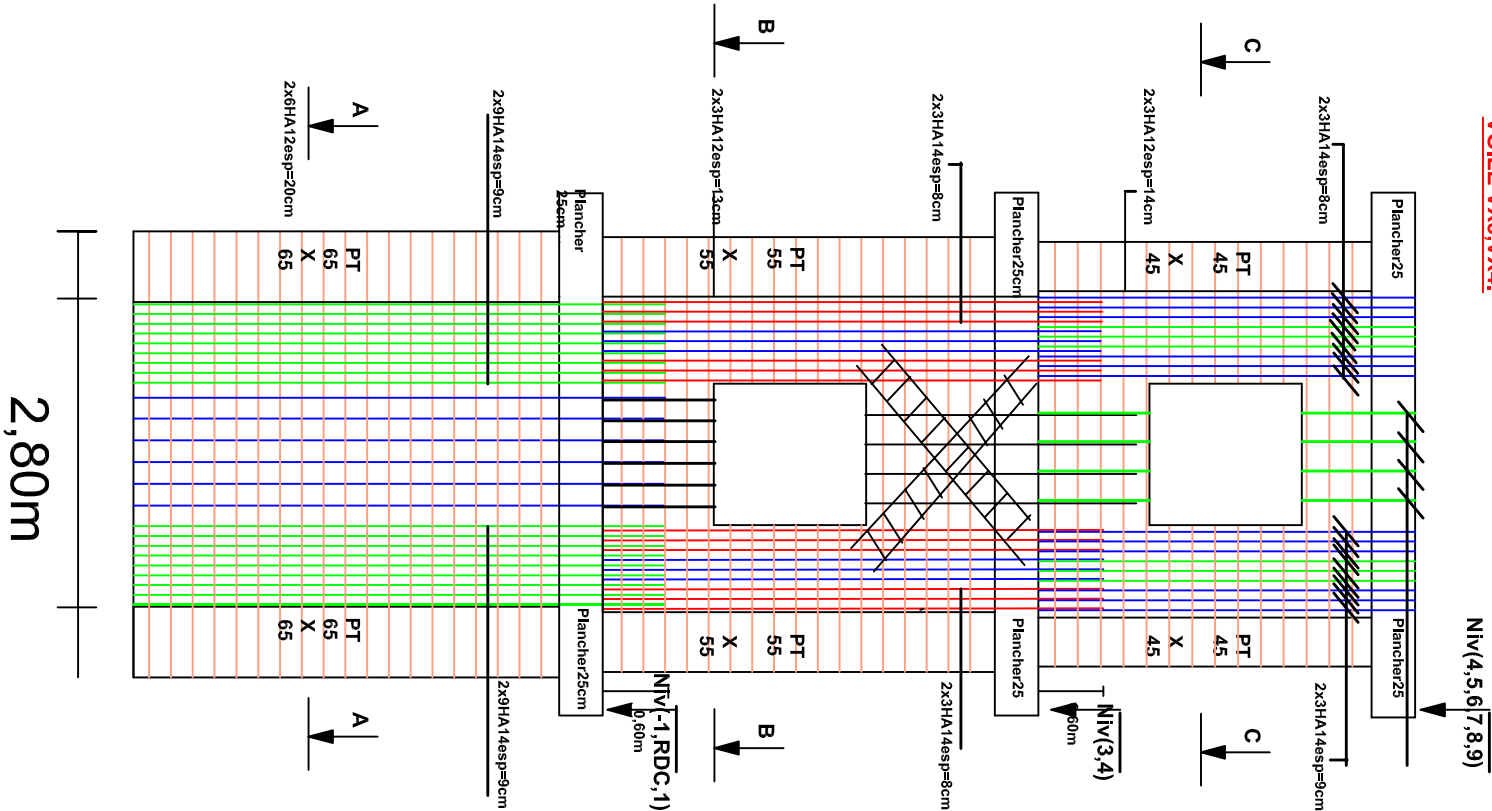 Niv(4,5,6,7,8,9)
Plancher25
Plancher25
2x3HA14esp=8cm
2x3HA14esp=9cm
C
C
PT
45
X
45
PT
45
X
45
2x3HA12esp=14cm
Niv(3,4)
60m
Plancher25cm
Plancher25
2x3HA14esp=8cm
2x3HA14esp=8cm
PT
55
X
55
PT
55
X
55
B
B
2x3HA12esp=13cm
Niv(-1,RDC,1)
0,60m
Plancher
25cm
Plancher25cm
2x9HA14esp=9cm
2x9HA14esp=9cm
A
A
PT
65
X
65
PT
65
X
65
2x6HA12esp=20cm
2,80m